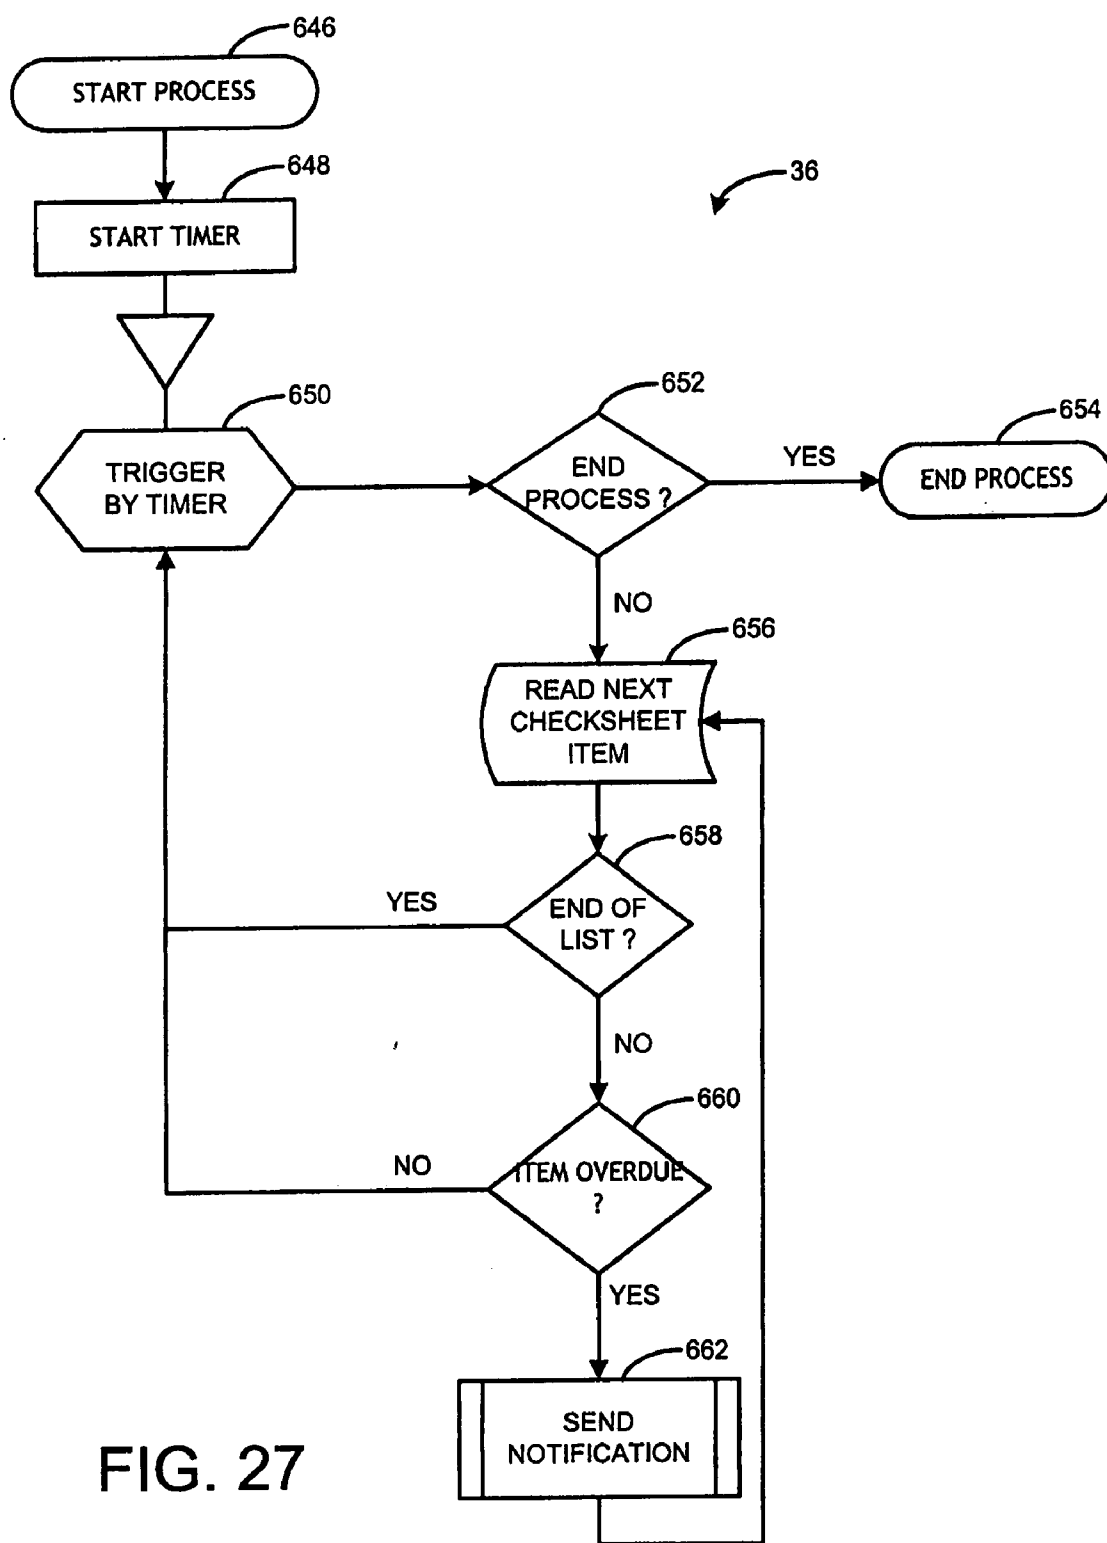 646
START PROCESS
648
START TIMER
36
650
TRIGGER
BY TIMER
652
END
PROCESS ?
YES
654
END PROCESS
NO
656
READ NEXT
CHECKSHEET
ITEM
658
YES
END OF
LIST ?
NO
660
NO
ITEM OVERDUE
?
YES
662
SEND
NOTIFICATION
FIG. 27